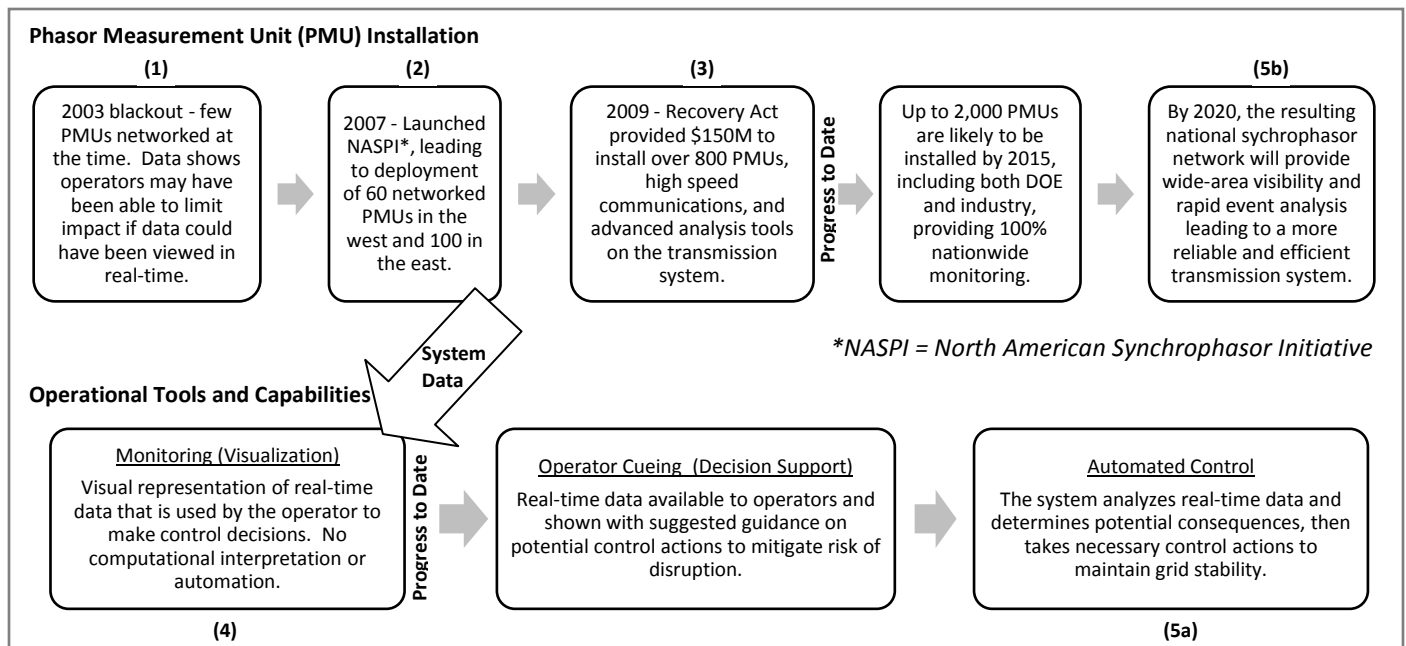 Phasor Measurement Unit (PMU) Installation
(1)
2003 blackout - few
PMUs networked at
the time. Data shows
operators may have
been able to limit
impact if data could
have been viewed in
real-time.
(2)
2007 - Launched
NASPI*, leading
to deployment
of 60 networked
PMUs in the
west and 100 in
the east.
(3)
2009 - Recovery Act
provided $150M to
install over 800 PMUs,
high speed
communications, and
advanced analysis tools
on the transmission
system.
Progress to Date
Up to 2,000 PMUs
are likely to be
installed by 2015,
including both DOE
and industry,
providing 100%
nationwide
monitoring.
(5b)
By 2020, the resulting
national sychrophasor
network will provide
wide-area visibility and
rapid event analysis
leading to a more
reliable and efficient
transmission system.
*NASPI = North American Synchrophasor Initiative
System
Data
Operational Tools and Capabilities
Monitoring (Visualization)
Visual representation of real-time
data that is used by the operator to
make control decisions. No
computational interpretation or
automation.
(4)
Progress to Date
Operator Cueing (Decision Support)
Real-time data available to operators and
shown with suggested guidance on
potential control actions to mitigate risk of
disruption.
Automated Control
The system analyzes real-time data and
determines potential consequences, then
takes necessary control actions to
maintain grid stability.
(5a)